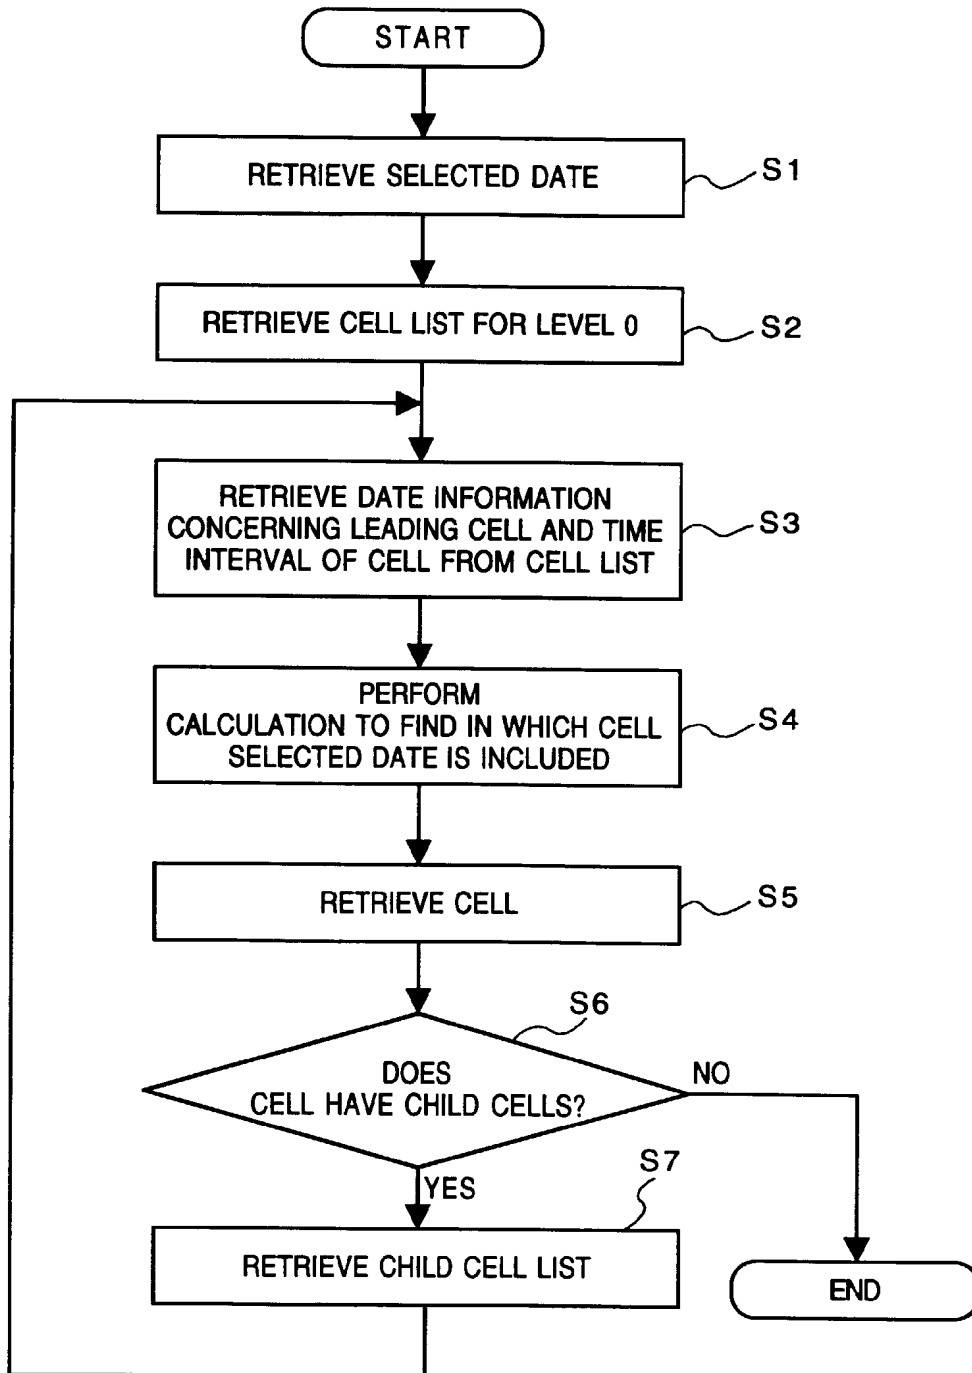 START
RETRIEVE SELECTED DATE
S1
RETRIEVE CELL LIST FOR LEVEL 0
S2
RETRIEVE DATE INFORMATION
CONCERNING LEADING CELL AND TIME
INTERVAL OF CELL FROM CELL LIST
S3
PERFORM
CALCULATION TO FIND IN WHICH CELL
SELECTED DATE IS INCLUDED
S4
RETRIEVE CELL
S5
S6
DOES
CELL HAVE CHILD CELLS?
NO
YES
S7
RETRIEVE CHILD CELL LIST
END